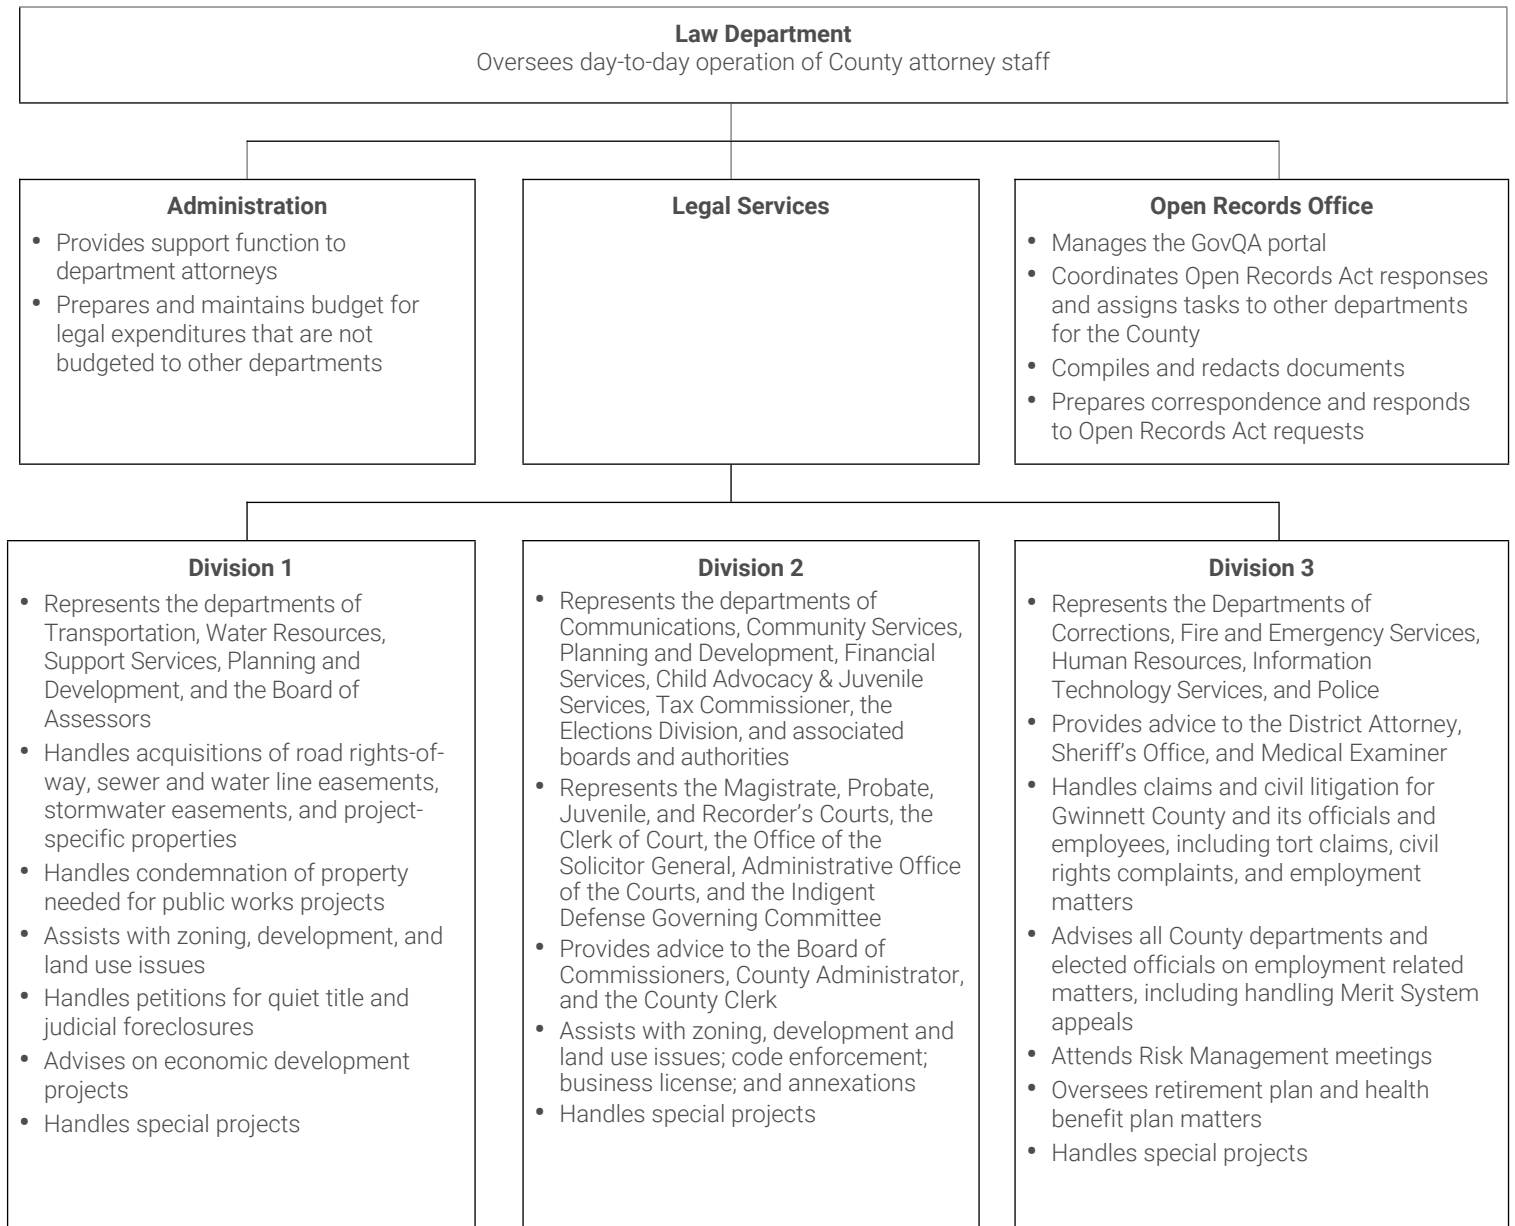 Law Department
Oversees day-to-day operation of County attorney staff
Administration
• Provides support function to
department attorneys
• Prepares and maintains budget for
legal expenditures that are not
budgeted to other departments
Legal Services
Open Records Office
• Manages the GovQA portal
• Coordinates Open Records Act responses
and assigns tasks to other departments
for the County
• Compiles and redacts documents
• Prepares correspondence and responds
to Open Records Act requests
Division 1
• Represents the departments of
Transportation, Water Resources,
Support Services, Planning and
Development, and the Board of
Assessors
• Handles acquisitions of road rights-of-
way, sewer and water line easements,
stormwater easements, and project-
specific properties
• Handles condemnation of property
needed for public works projects
• Assists with zoning, development, and
land use issues
• Handles petitions for quiet title and
judicial foreclosures
• Advises on economic development
projects
• Handles special projects
Division 2
• Represents the departments of
Communications, Community Services,
Planning and Development, Financial
Services, Child Advocacy & Juvenile
Services, Tax Commissioner, the
Elections Division, and associated
boards and authorities
• Represents the Magistrate, Probate,
Juvenile, and Recorder's Courts, the
Clerk of Court, the Office of the
Solicitor General, Administrative Office
of the Courts, and the Indigent
Defense Governing Committee
• Provides advice to the Board of
Commissioners, County Administrator,
and the County Clerk
• Assists with zoning, development and
land use issues; code enforcement;
business license; and annexations
• Handles special projects
Division 3
• Represents the Departments of
Corrections, Fire and Emergency Services,
Human Resources, Information
Technology Services, and Police
• Provides advice to the District Attorney,
Sheriff's Office, and Medical Examiner
• Handles claims and civil litigation for
Gwinnett County and its officials and
employees, including tort claims, civil
rights complaints, and employment
matters
• Advises all County departments and
elected officials on employment related
matters, including handling Merit System
appeals
• Attends Risk Management meetings
• Oversees retirement plan and health
benefit plan matters
• Handles special projects